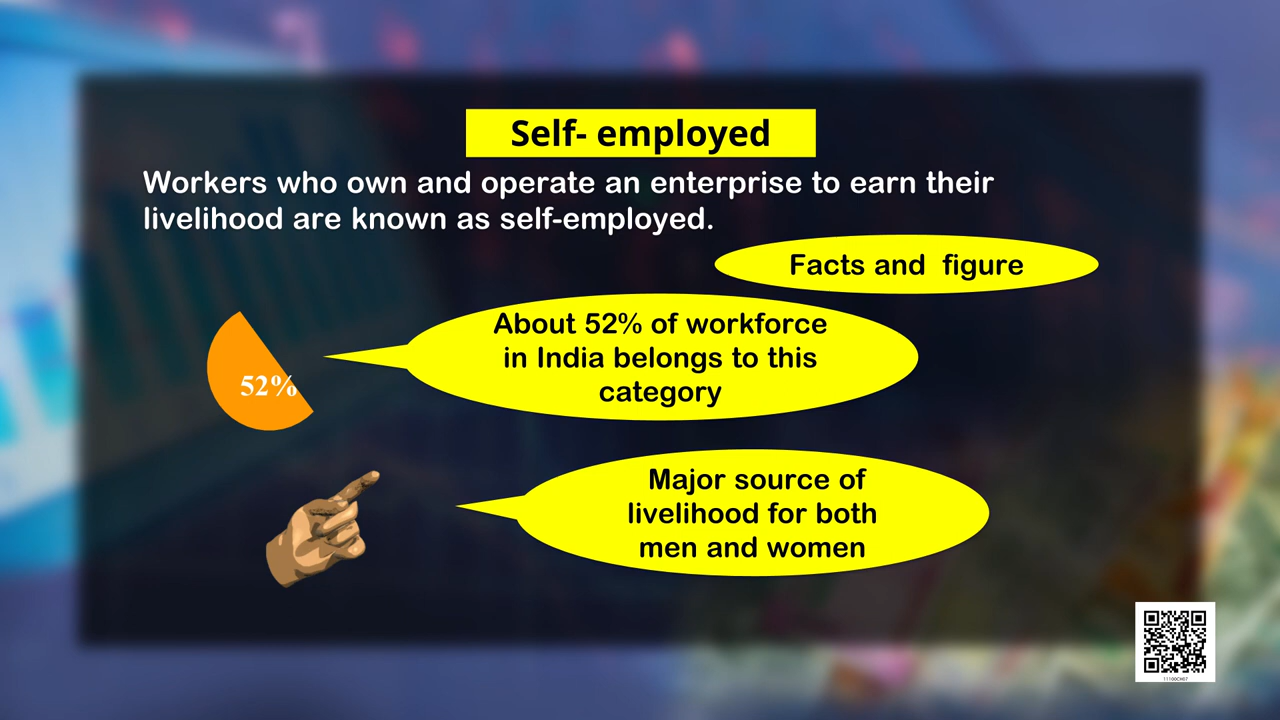 Self- employed
Workers who own and operate an enterprise to earn their
livelihood are known as self-employed.
Facts and  figure
About 52% of workforce
in India belongs to this
category
52%
Major source of
livelihood for both
men and women